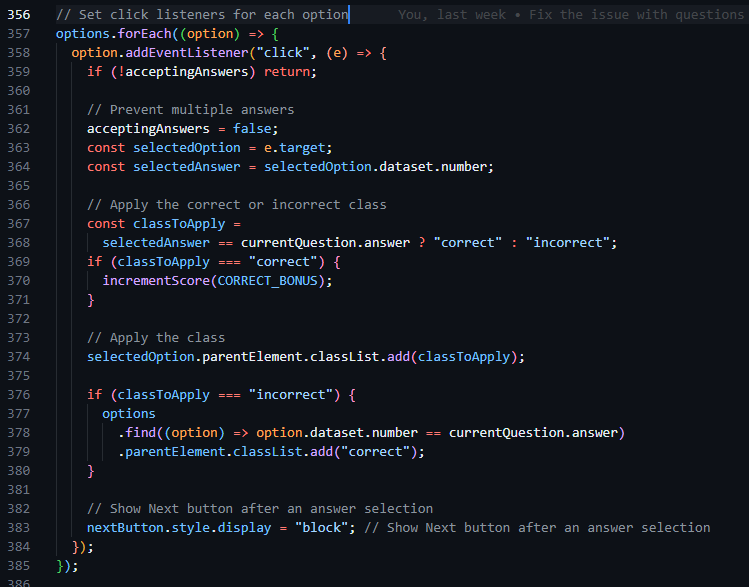 356 // Set click listeners for each option You, last week • Fix the issue with questions
357 options.forEach((option) => {
358 option.addEventListener("click", (e) => {
359 if (!acceptingAnswers) return;
360
361 // Prevent multiple answers
362 acceptingAnswers = false;
363 const selectedOption = e.target;
364 const selectedAnswer = selectedOption.dataset.number;
365
366 // Apply the correct or incorrect class
367 const classToApply =
368 selectedAnswer == currentQuestion.answer ? "correct" : "incorrect";
369 if (classToApply === "correct") {
370 incrementScore(CORRECT_BONUS);
371 }
372
373 // Apply the class
374 selectedOption.parentElement.classList.add(classToApply);
375
376 if (classToApply === "incorrect") {
377 options
378 .find((option) => option.dataset.number == currentQuestion.answer)
379 .parentElement.classList.add("correct");
380 }
381
382 // Show Next button after an answer selection
383 nextButton.style.display = "block"; // Show Next button after an answer selection
384 });
385 });
386